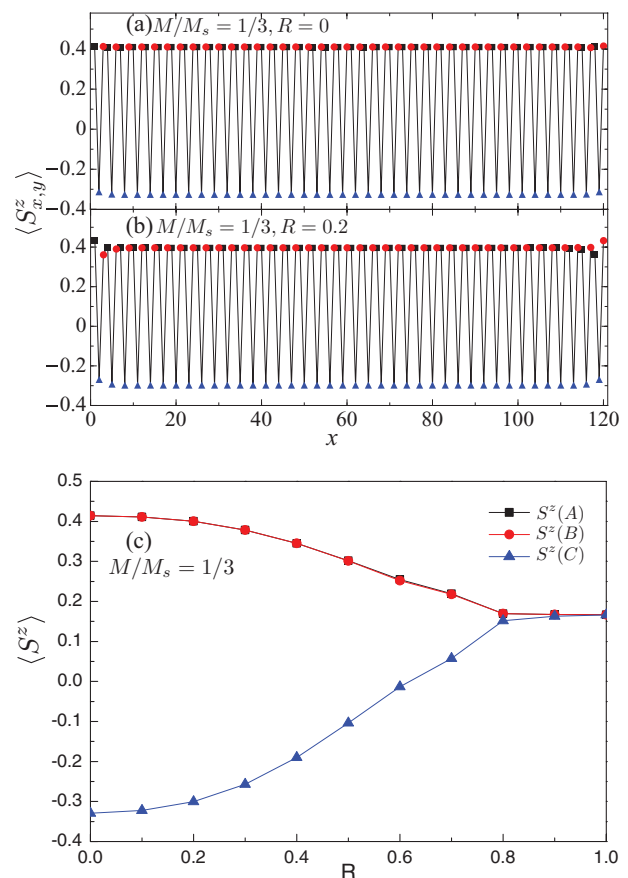 (a) M/M_s = 1/3, R = 0
0.4
0.2
0
−0.2
−0.4
⟨S^z_{x,y}⟩
(b) M/M_s = 1/3, R = 0.2
0.4
0.2
0
−0.2
−0.4
0 20 40 60 80 100 120
x
0.5
0.4
0.3
0.2
0.1
0.0
-0.1
-0.2
-0.3
-0.4
⟨S^z⟩
(c)
M/M_s = 1/3
S^z(A)
S^z(B)
S^z(C)
0.0 0.2 0.4 0.6 0.8 1.0
R